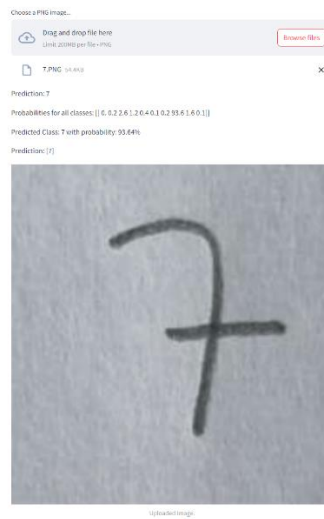 Choose a PNG image...
Drag and drop file here
Limit 200MB per file • PNG
Browse files
7.PNG
×
Prediction: 7
Probabilities for all classes: [[ 0. 0.2 2.6 1.2 0.4 0.1 0.2 93.6 1.6 0.1]]
Predicted Class: 7 with probability: 93.64%
Prediction: [7]
7
Uploaded Image.